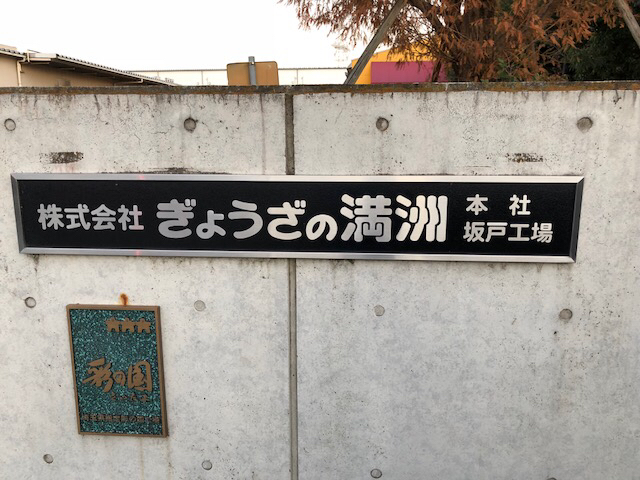 株式会社 ぎょうざの満洲 本社
坂戸工場
彩の国